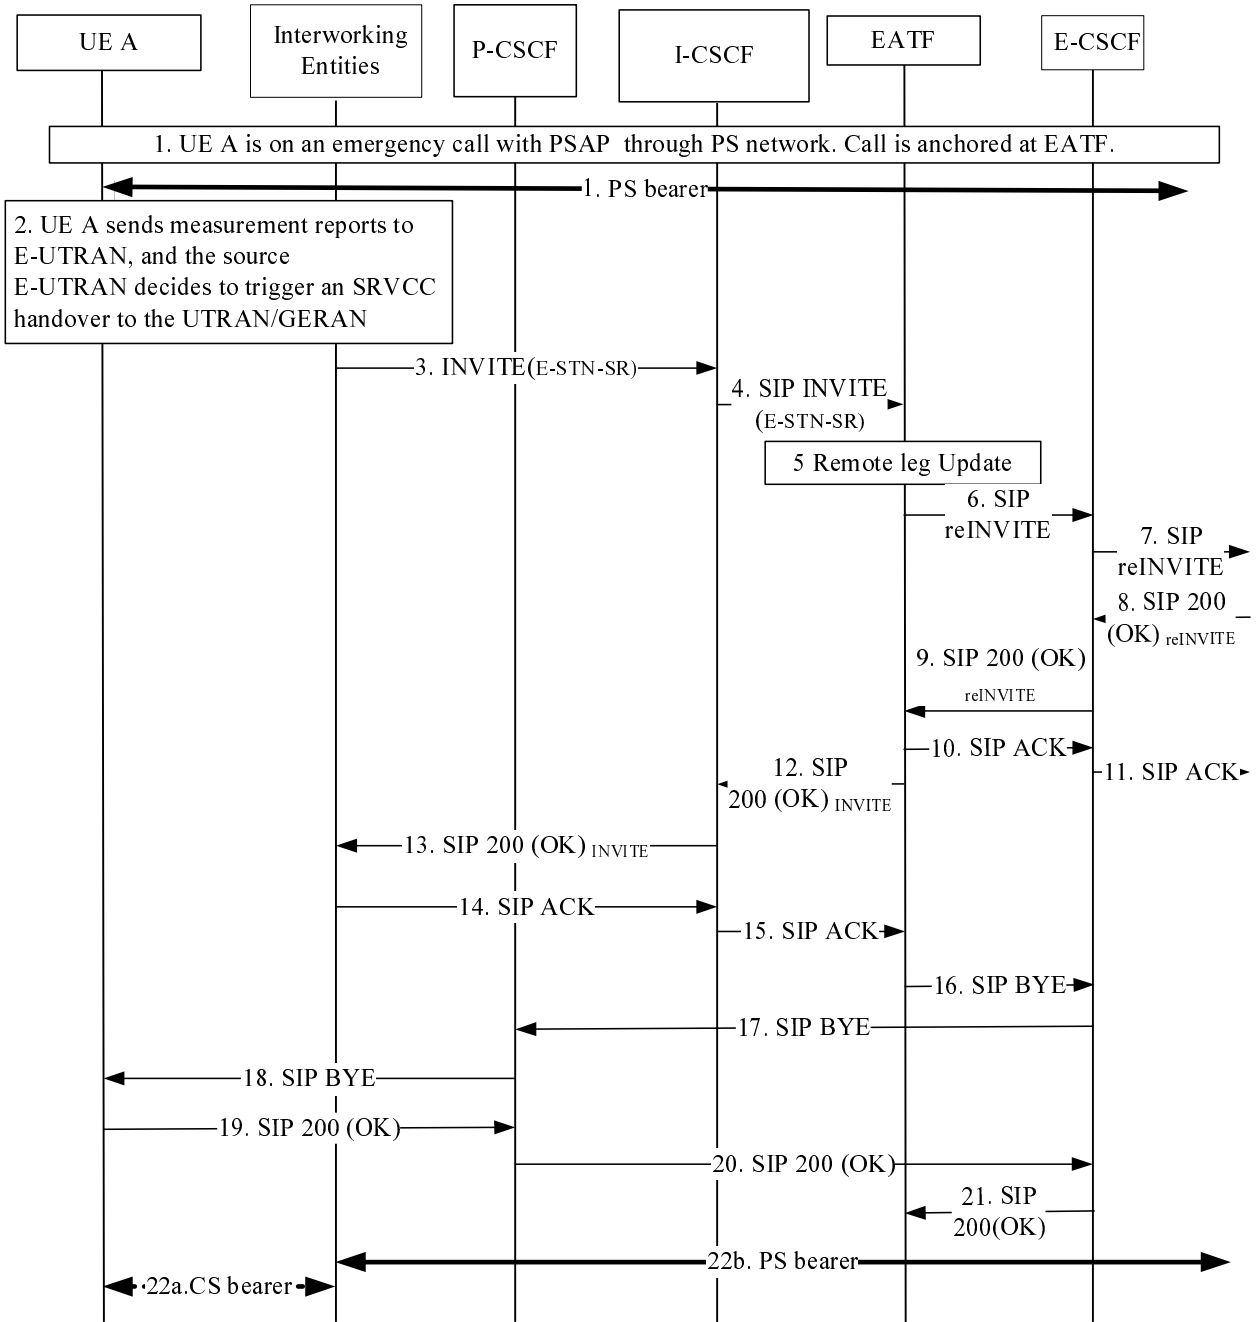 UE A
Interworking
Entities
P-CSCF
I-CSCF
EATF
E-CSCF
1. UE A is on an emergency call with PSAP through PS network. Call is anchored at EATF.
1. PS bearer
2. UE A sends measurement reports to
E-UTRAN, and the source
E-UTRAN decides to trigger an SRVCC
handover to the UTRAN/GERAN
3. INVITE(E-STN-SR)
4. SIP INVITE
(E-STN-SR)
5 Remote leg Update
6. SIP
reINVITE
7. SIP
reINVITE
8. SIP 200
(OK) reINVITE
9. SIP 200 (OK)
reINVITE
10. SIP ACK
11. SIP ACK
12. SIP
200 (OK) INVITE
13. SIP 200 (OK) INVITE
14. SIP ACK
15. SIP ACK
16. SIP BYE
17. SIP BYE
18. SIP BYE
19. SIP 200 (OK)
20. SIP 200 (OK)
21. SIP
200(OK)
22b. PS bearer
22a.CS bearer